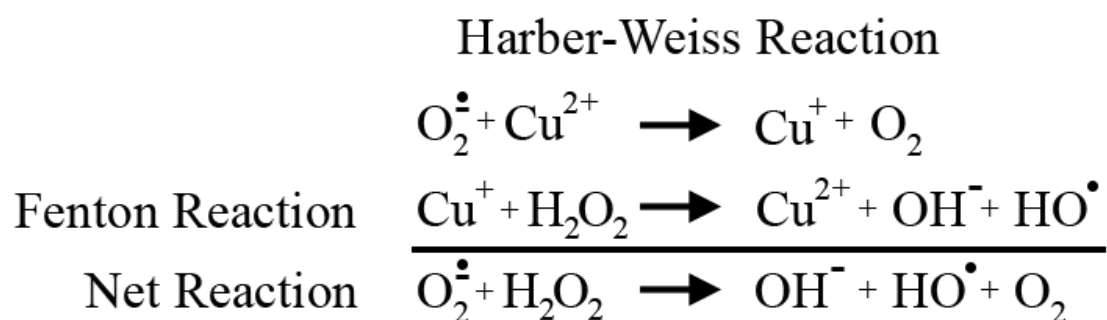 Harber-Weiss Reaction
O₂•⁻ + Cu²⁺ → Cu⁺ + O₂
Fenton Reaction Cu⁺ + H₂O₂ → Cu²⁺ + OH⁻ + HO•
Net Reaction O₂•⁻ + H₂O₂ → OH⁻ + HO• + O₂